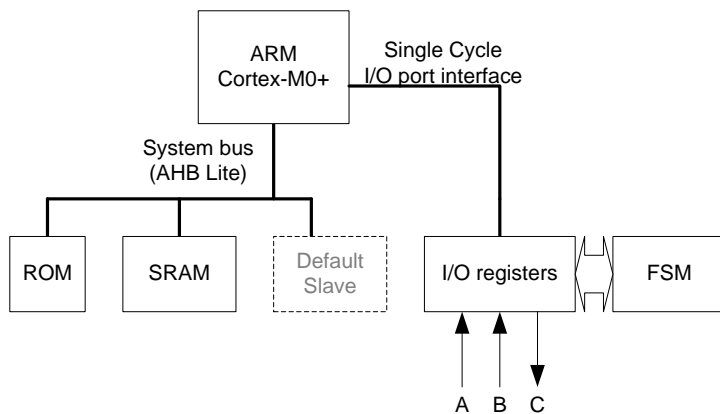 ARM
Cortex-M0+
Single Cycle
I/O port interface
System bus
(AHB Lite)
ROM
SRAM
Default
Slave
I/O registers
FSM
A
B
C